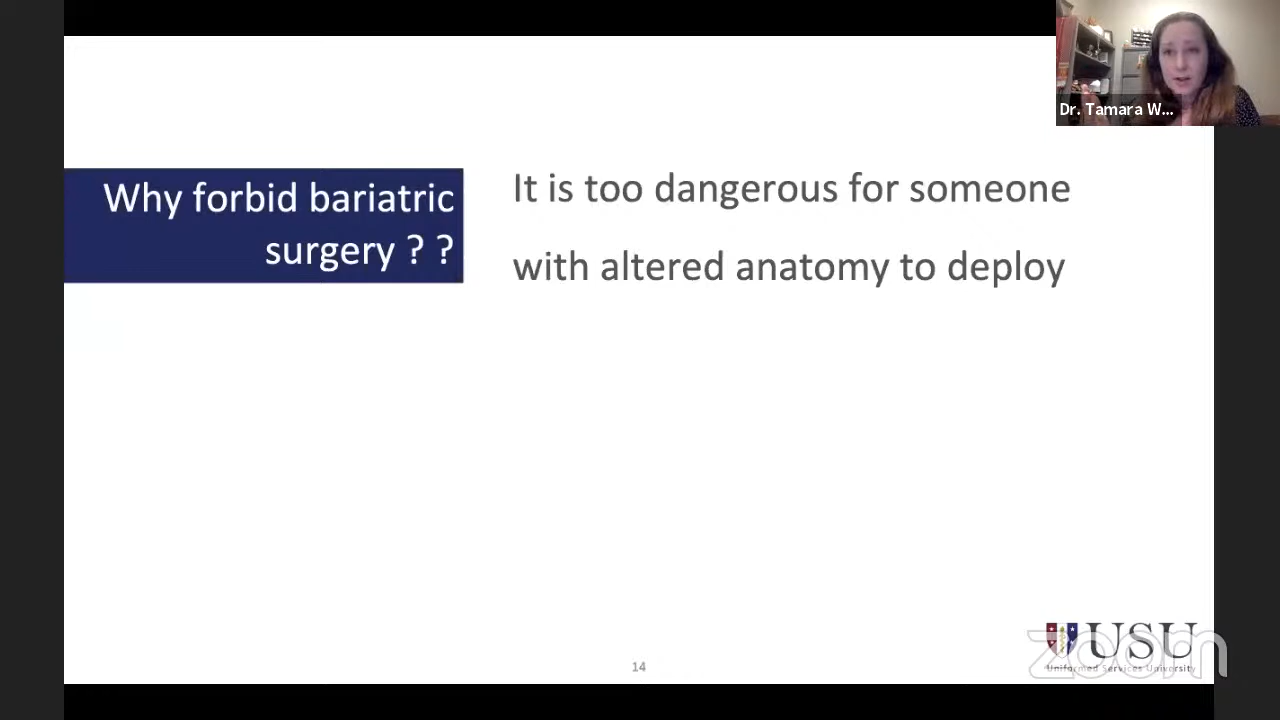 Dr. Tamara W...
Why forbid bariatric
surgery ? ?
It is too dangerous for someone
with altered anatomy to deploy
14
USU
Uniformed Services University
zoom